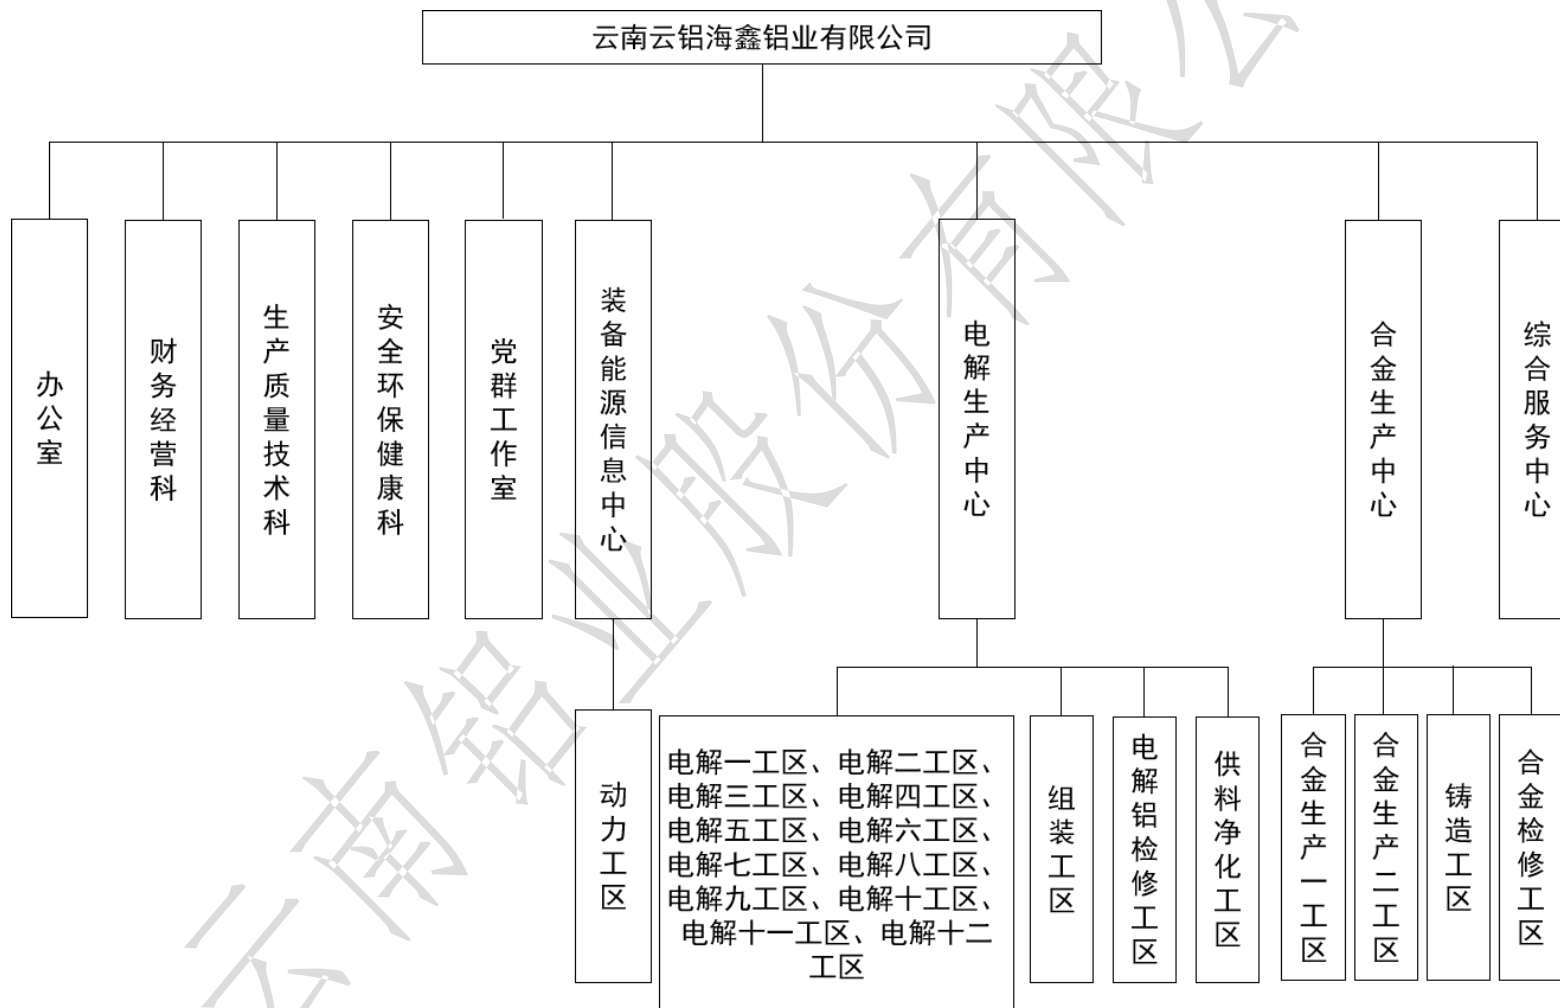 云南云铝海鑫铝业有限公司
办公室
财务经营科
生产质量技术科
安全环保健康科
党群工作室
装备能源信息中心
电解生产中心
合金生产中心
综合服务中心
动力工区
电解一工区、电解二工区、
电解三工区、电解四工区、
电解五工区、电解六工区、
电解七工区、电解八工区、
电解九工区、电解十工区、
电解十一工区、电解十二
工区
组装工区
电解铝检修工区
供料净化工区
合金生产一工区
合金生产二工区
铸造工区
合金检修工区
云南铝业股份有限公